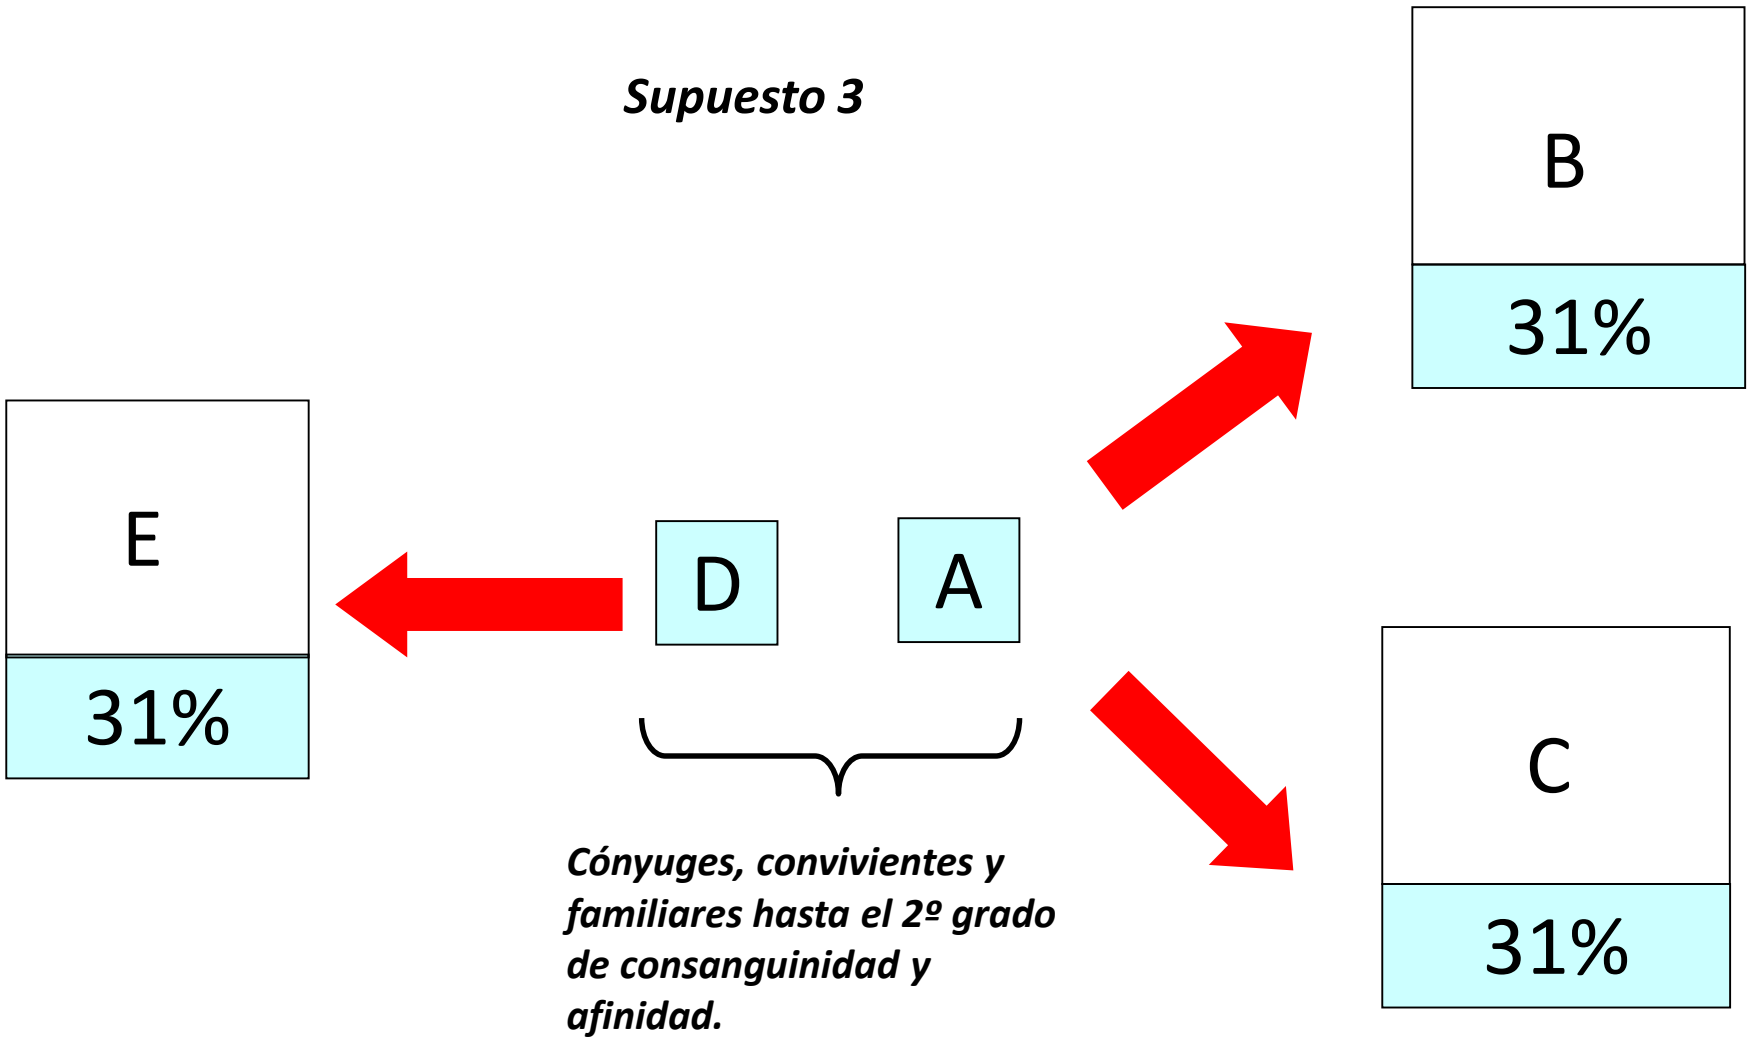 Supuesto 3
B
31%
E
31%
D
A
C
31%
Cónyuges, convivientes y
familiares hasta el 2º grado
de consanguinidad y
afinidad.